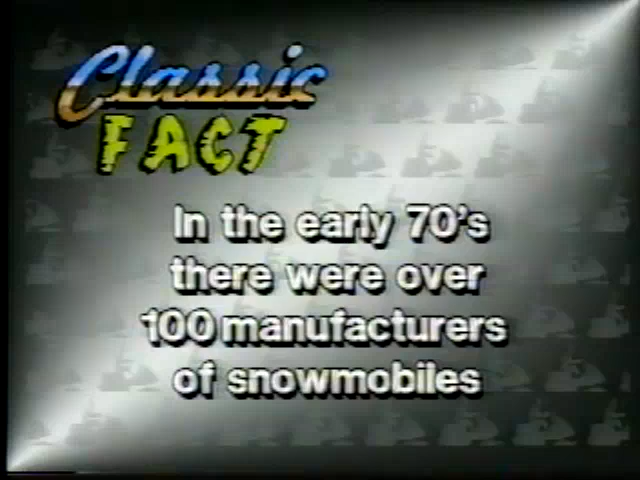 Classic
FACT
In the early 70's
there were over
100 manufacturers
of snowmobiles